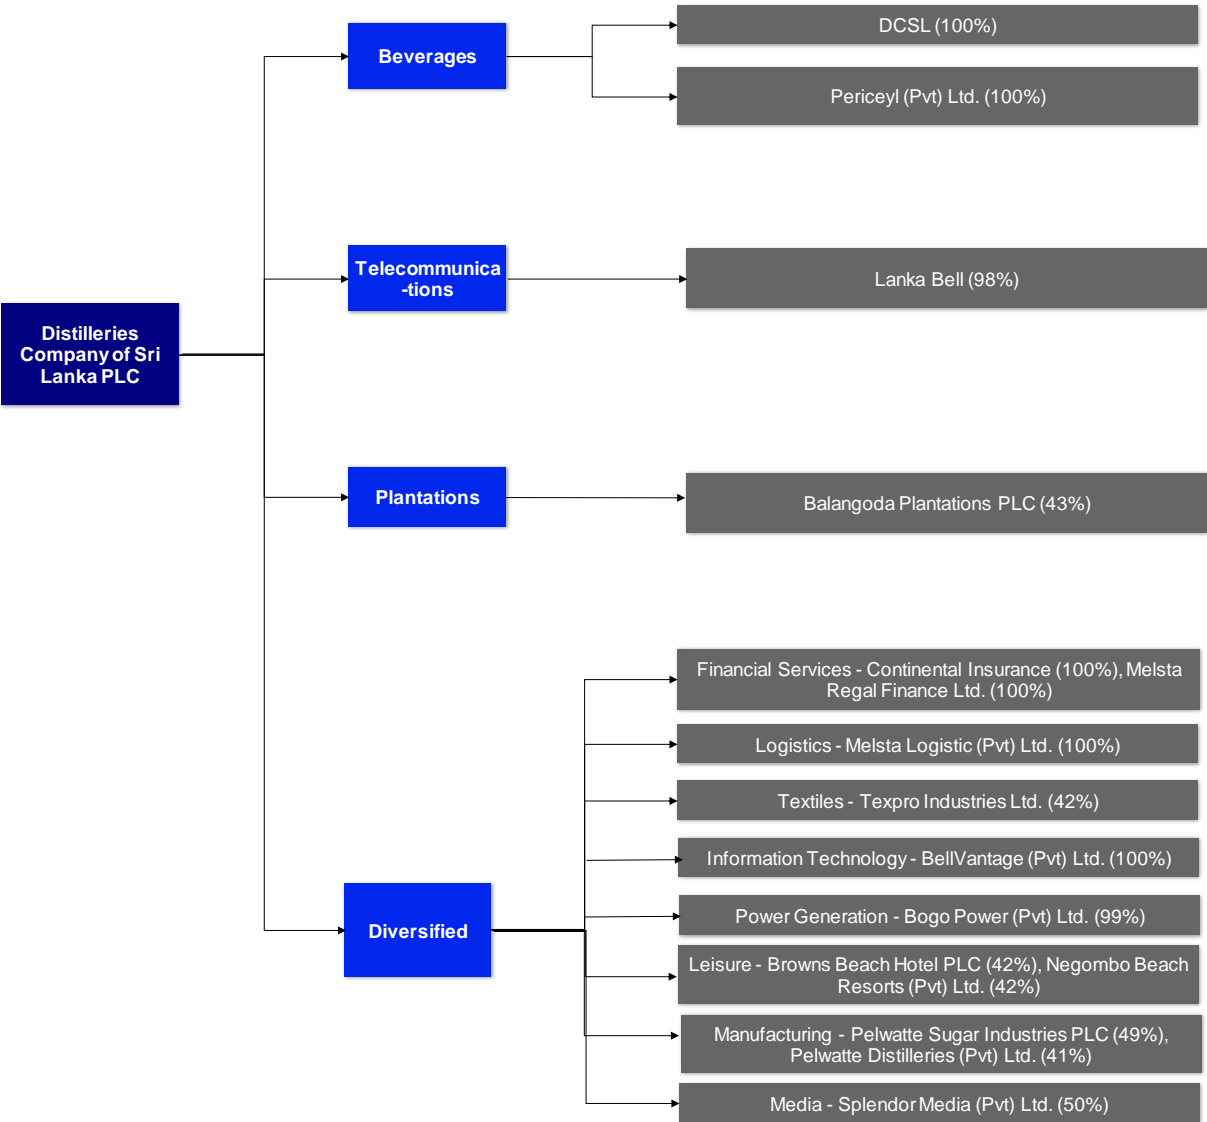 Distilleries
Company of Sri
Lanka PLC
Beverages
DCSL (100%)
Periceyl (Pvt) Ltd. (100%)
Telecommunica
-tions
Lanka Bell (98%)
Plantations
Balangoda Plantations PLC (43%)
Diversified
Financial Services - Continental Insurance (100%), Melsta
Regal Finance Ltd. (100%)
Logistics - Melsta Logistic (Pvt) Ltd. (100%)
Textiles - Texpro Industries Ltd. (42%)
Information Technology - BellVantage (Pvt) Ltd. (100%)
Power Generation - Bogo Power (Pvt) Ltd. (99%)
Leisure - Browns Beach Hotel PLC (42%), Negombo Beach
Resorts (Pvt) Ltd. (42%)
Manufacturing - Pelwatte Sugar Industries PLC (49%),
Pelwatte Distilleries (Pvt) Ltd. (41%)
Media - Splendor Media (Pvt) Ltd. (50%)